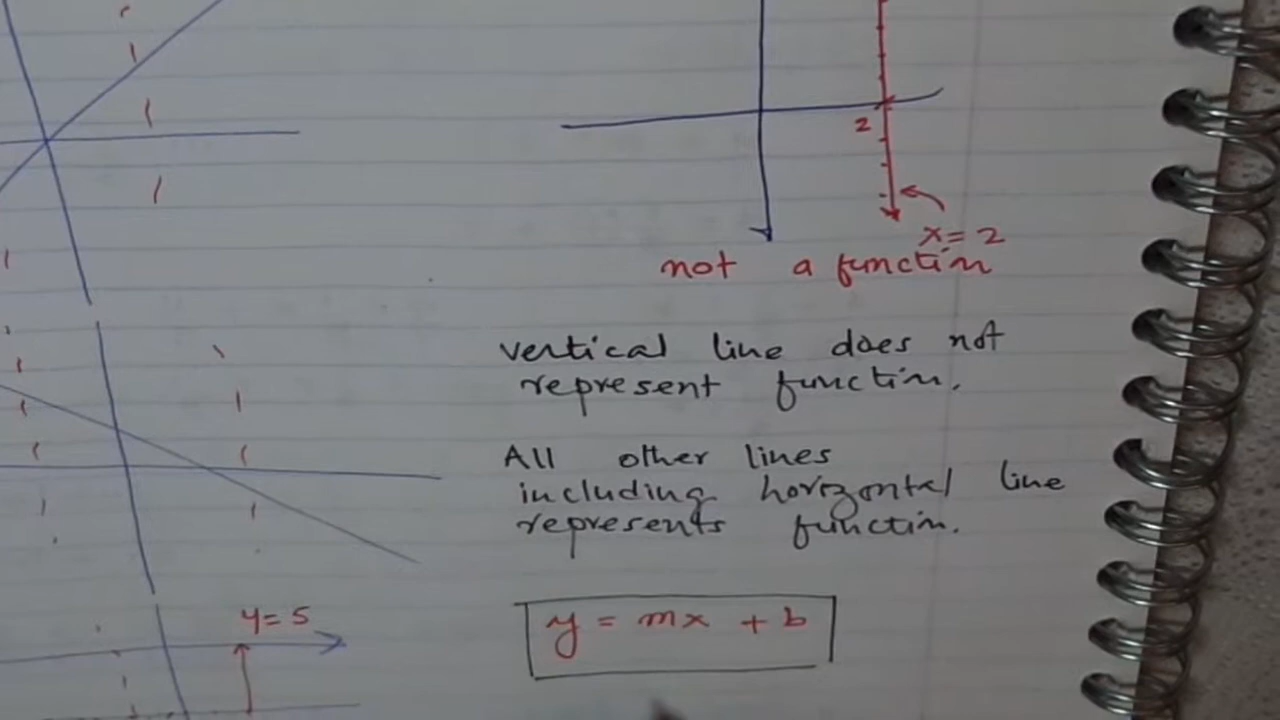 2
x = 2
not a function
vertical line does not
represent function.
All other lines
including horizontal line
represents function.
y = 5
y = mx + b